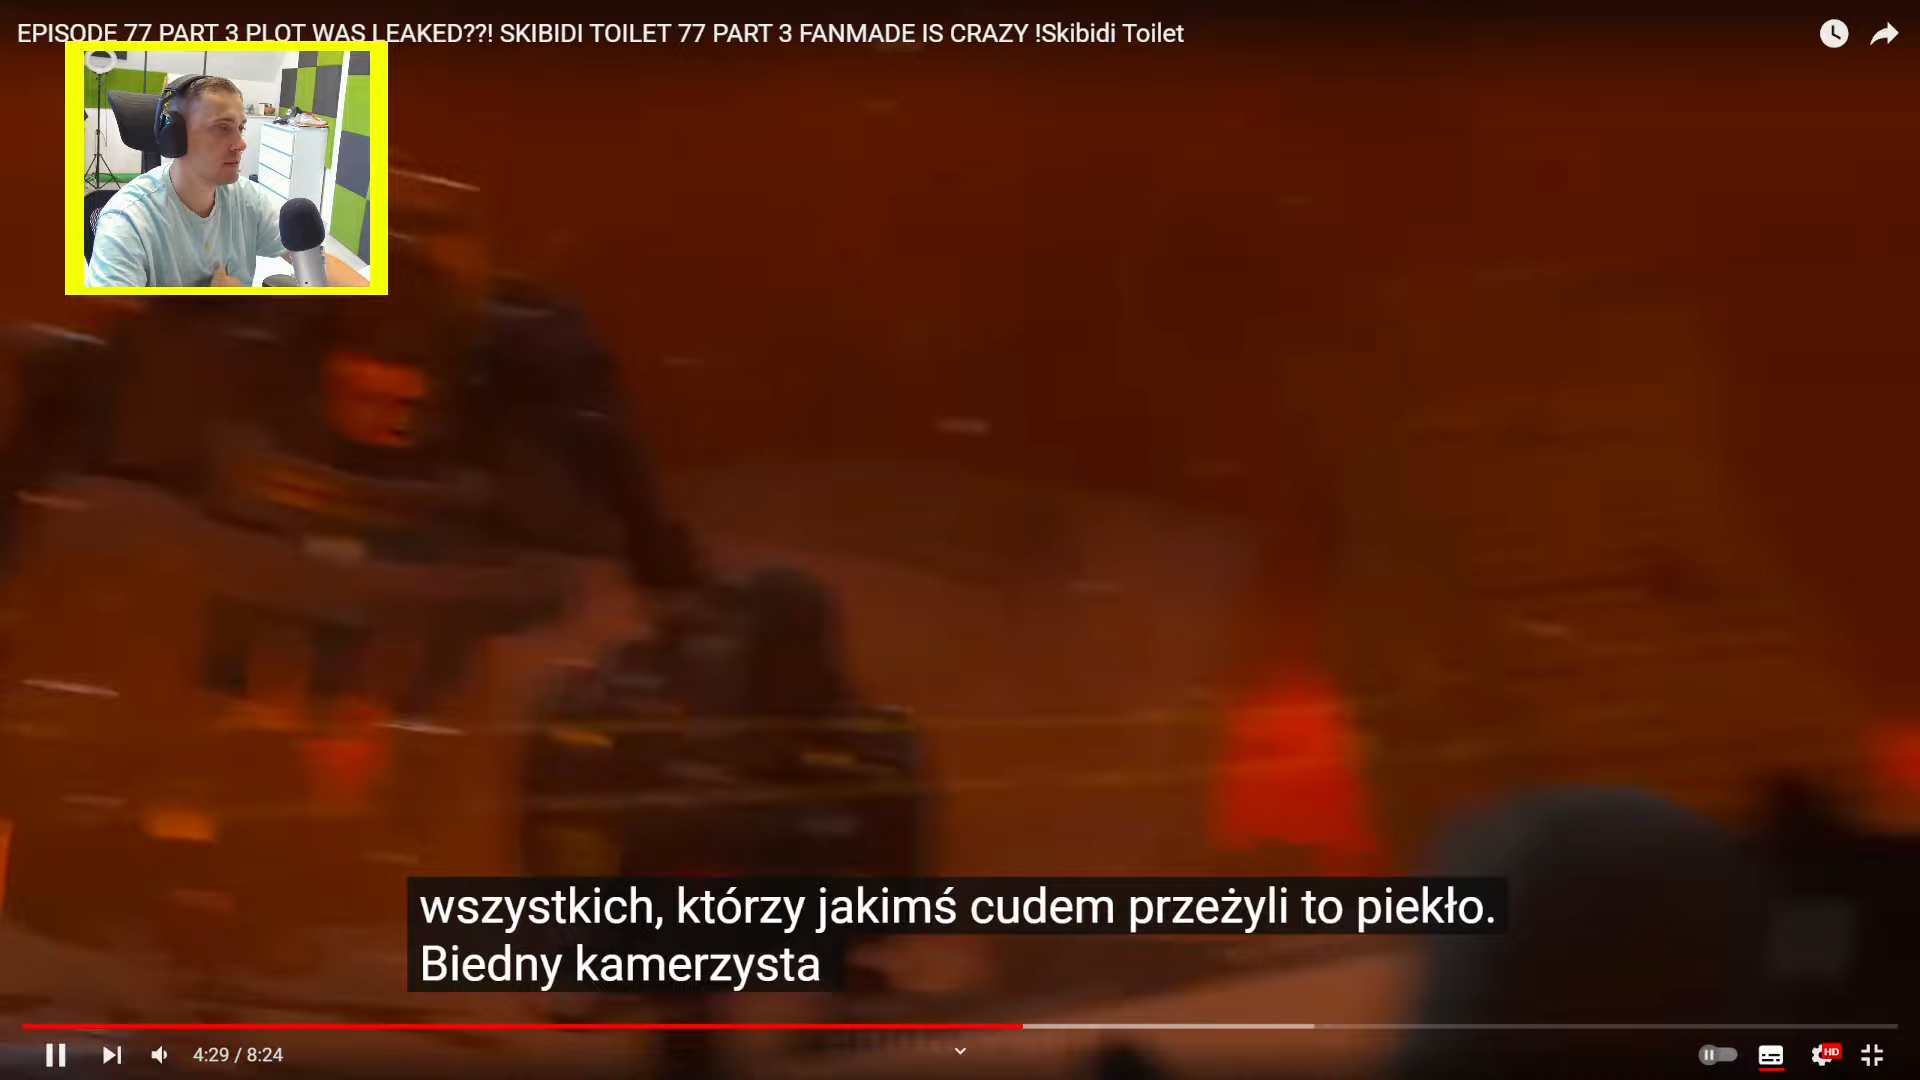 EPISODE 77 PART 3 PLOT WAS LEAKED??! SKIBIDI TOILET 77 PART 3 FANMADE IS CRAZY !Skibidi Toilet
wszystkich, którzy jakimś cudem przeżyli to piekło.
Biedny kamerzysta
4:29 / 8:24
HD